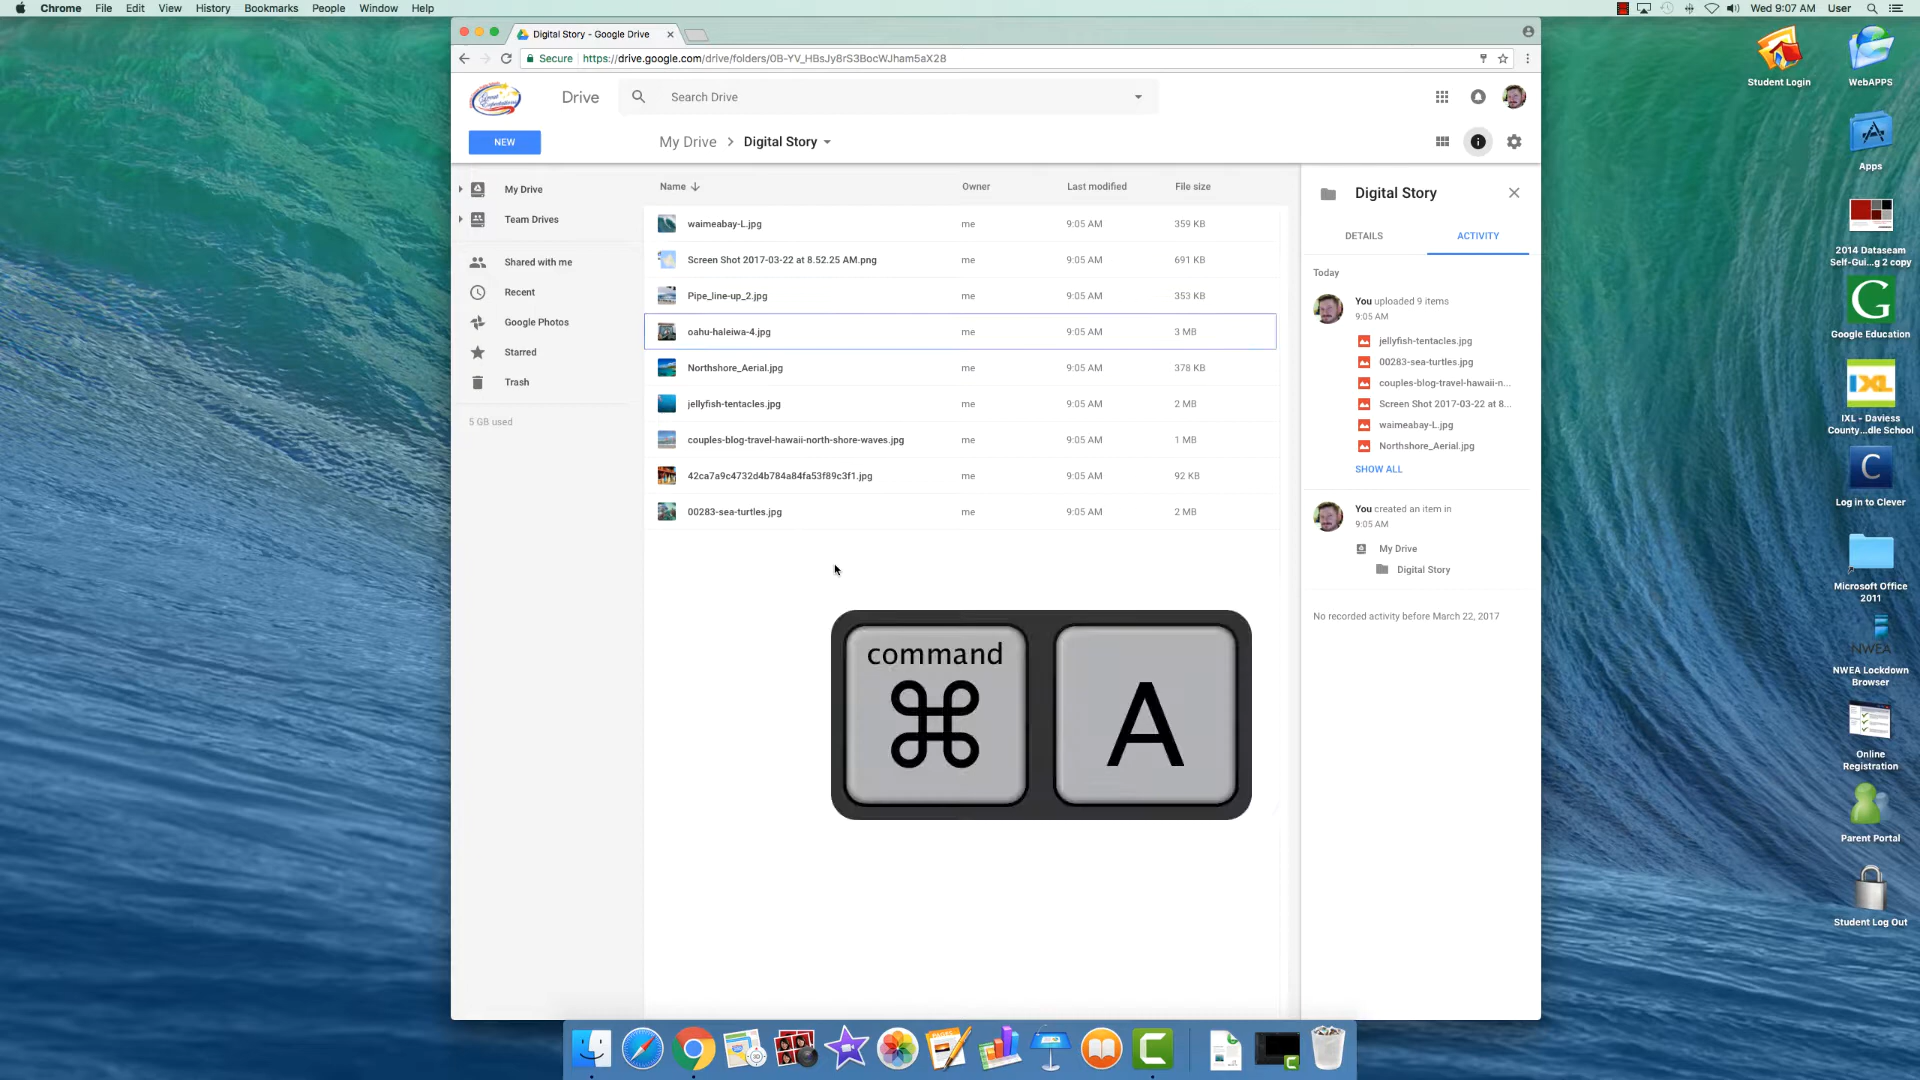 Chrome File Edit View History Bookmarks People Window Help
Wed 9:07 AM User
Digital Story - Google Drive
Secure https://drive.google.com/drive/folders/0B-YV_HBsJy8rS3BocWJham5aX28
Great Expectations
Drive
Search Drive
NEW
My Drive > Digital Story
My Drive
Team Drives
Shared with me
Recent
Google Photos
Starred
Trash
5 GB used
Name Owner Last modified File size
waimeabay-L.jpg me 9:05 AM 359 KB
Screen Shot 2017-03-22 at 8.52.25 AM.png me 9:05 AM 691 KB
Pipe_line-up_2.jpg me 9:05 AM 353 KB
oahu-haleiwa-4.jpg me 9:05 AM 3 MB
Northshore_Aerial.jpg me 9:05 AM 378 KB
jellyfish-tentacles.jpg me 9:05 AM 2 MB
couples-blog-travel-hawaii-north-shore-waves.jpg me 9:05 AM 1 MB
42ca7a9c4732d4b784a84fa53f89c3f1.jpg me 9:05 AM 92 KB
00283-sea-turtles.jpg me 9:05 AM 2 MB
command
⌘
A
Digital Story
DETAILS ACTIVITY
Today
You uploaded 9 items
9:05 AM
jellyfish-tentacles.jpg
00283-sea-turtles.jpg
couples-blog-travel-hawaii-n...
Screen Shot 2017-03-22 at 8...
waimeabay-L.jpg
Northshore_Aerial.jpg
SHOW ALL
You created an item in
9:05 AM
My Drive
Digital Story
No recorded activity before March 22, 2017
Student Login
WebAPPS
Apps
2014 Dataseam
Self-Gui...g 2 copy
G
Google Education
IXL
IXL - Daviess
County...dle School
C
Log in to Clever
Microsoft Office
2011
NWEA
NWEA Lockdown
Browser
Online
Registration
Parent Portal
Student Log Out